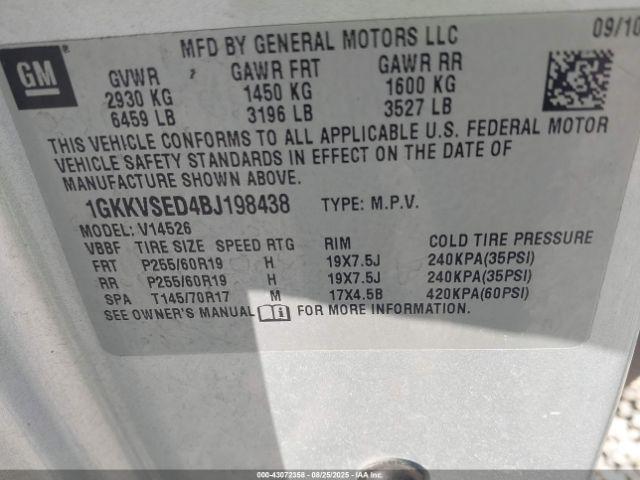 GM
MFD BY GENERAL MOTORS LLC 09/10
GVWR GAWR FRT GAWR RR
2930 KG 1450 KG 1600 KG
6459 LB 3196 LB 3527 LB
THIS VEHICLE CONFORMS TO ALL APPLICABLE U.S. FEDERAL MOTOR
VEHICLE SAFETY STANDARDS IN EFFECT ON THE DATE OF
MANUFACTURE SHOWN ABOVE.
1GKKVSED4BJ198438 TYPE: M.P.V.
MODEL: V14526
VBBF TIRE SIZE SPEED RTG RIM COLD TIRE PRESSURE
FRT P255/60R19 H 19X7.5J 240KPA(35PSI)
RR P255/60R19 H 19X7.5J 240KPA(35PSI)
SPA T145/70R17 M 17X4.5B 420KPA(60PSI)
SEE OWNER'S MANUAL i FOR MORE INFORMATION.
000-43072358 - 08/25/2025 - IAAI.COM